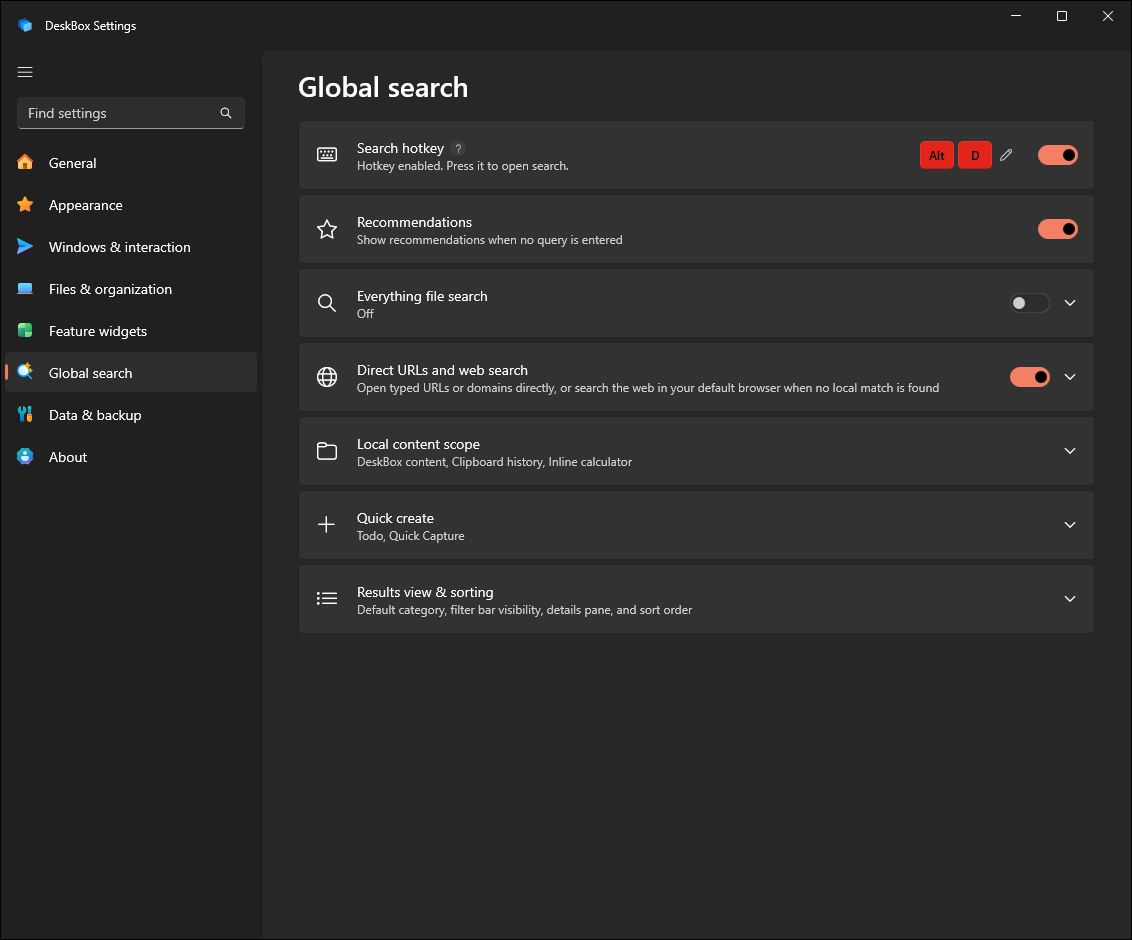 DeskBox Settings
Find settings
General
Appearance
Windows & interaction
Files & organization
Feature widgets
Global search
Data & backup
About
Global search
Search hotkey ?
Hotkey enabled. Press it to open search.
Alt D
Recommendations
Show recommendations when no query is entered
Everything file search
Off
Direct URLs and web search
Open typed URLs or domains directly, or search the web in your default browser when no local match is found
Local content scope
DeskBox content, Clipboard history, Inline calculator
Quick create
Todo, Quick Capture
Results view & sorting
Default category, filter bar visibility, details pane, and sort order